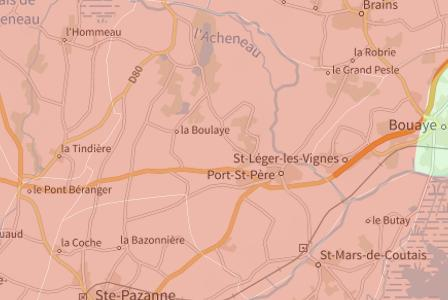 Brains
l'Hommeau
l'Acheneau
eneau
la Robrie
le Grand Pesle
D80
la Boulaye
Bouaye
la Tindière
St-Léger-les-Vignes
Port-St-Père
le Pont Béranger
le Butay
uaud
la Coche
la Bazonnière
St-Mars-de-Coutais
Ste-Pazanne